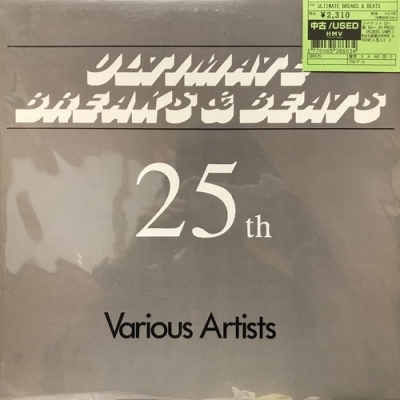 ULTIMATE BREAKS & BEATS
¥2,310
中古/USED
HMV
ULTIMATE
BREAKS & BEATS
25th
Various Artists